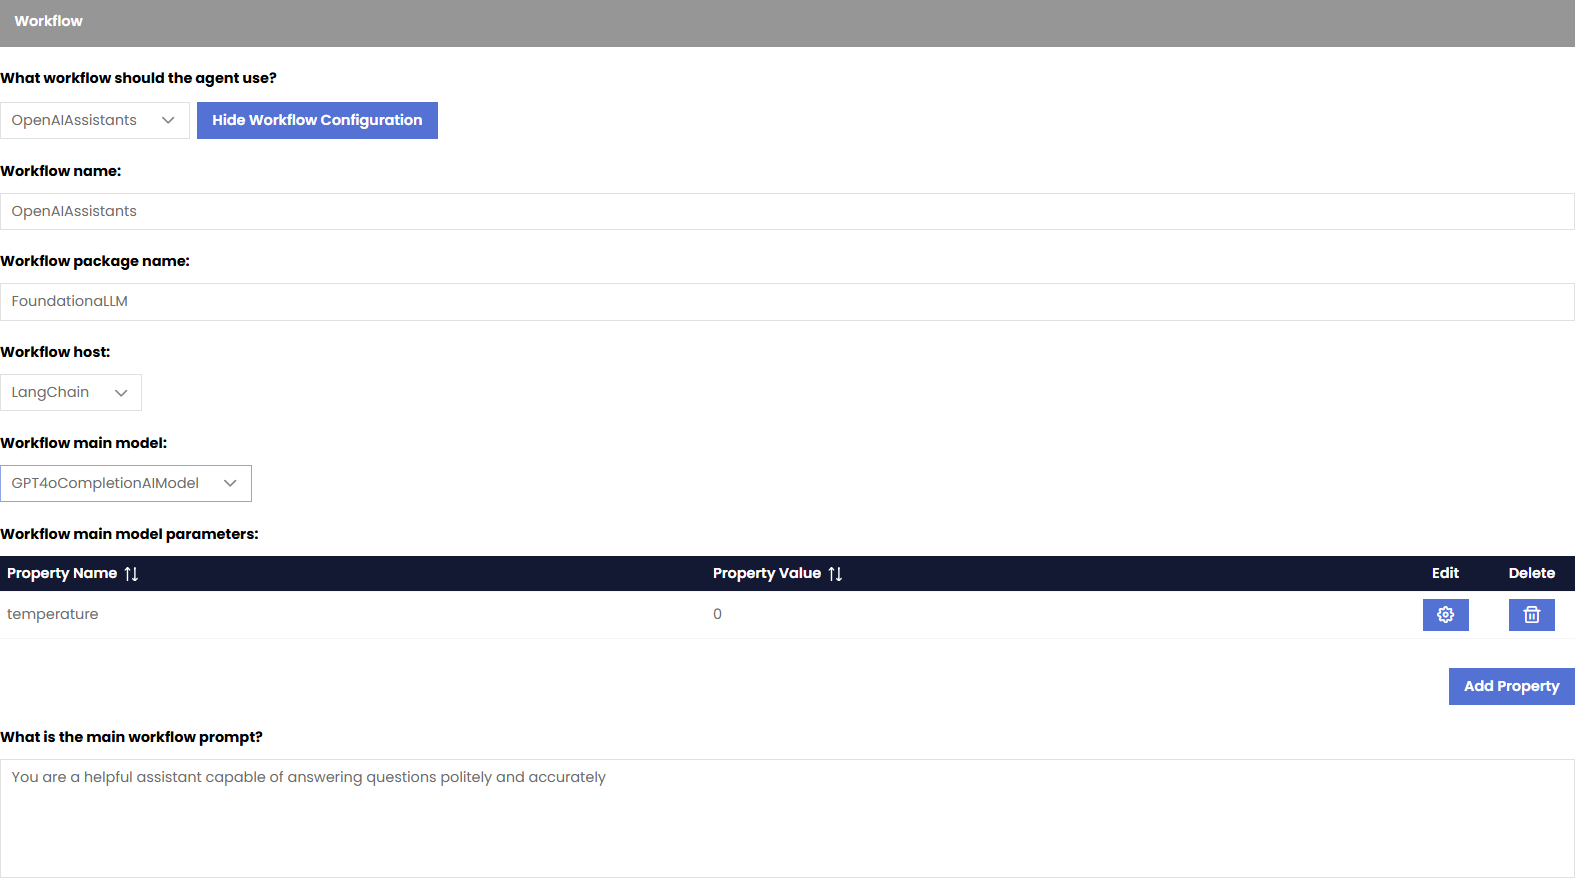 Workflow
What workflow should the agent use?
OpenAIAssistants
Hide Workflow Configuration
Workflow name:
OpenAIAssistants
Workflow package name:
FoundationaLLM
Workflow host:
LangChain
Workflow main model:
GPT4oCompletionAIModel
Workflow main model parameters:
Property Name Property Value Edit Delete
temperature 0
Add Property
What is the main workflow prompt?
You are a helpful assistant capable of answering questions politely and accurately